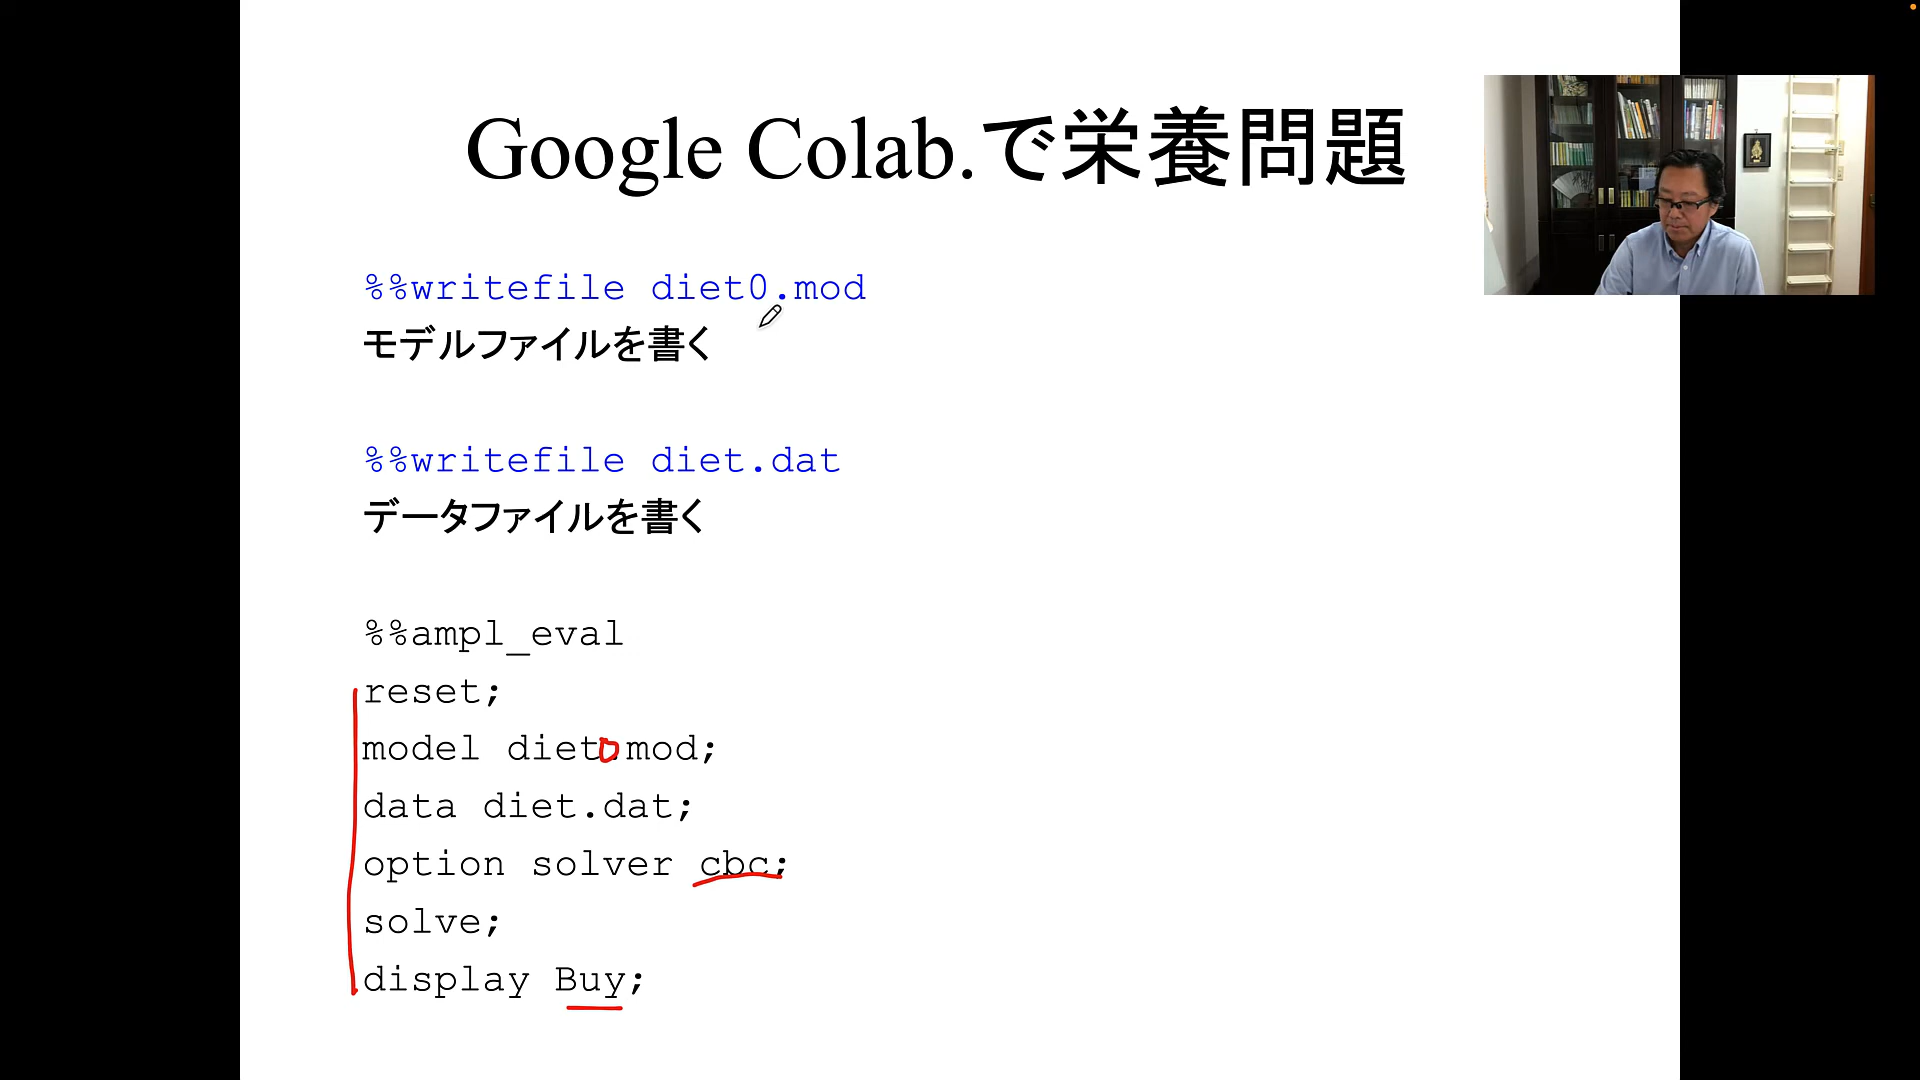 Google Colab.で栄養問題
%%writefile diet0.mod
モデルファイルを書く
%%writefile diet.dat
データファイルを書く
%%ampl_eval
reset;
model diet0.mod;
data diet.dat;
option solver cbc;
solve;
display Buy;